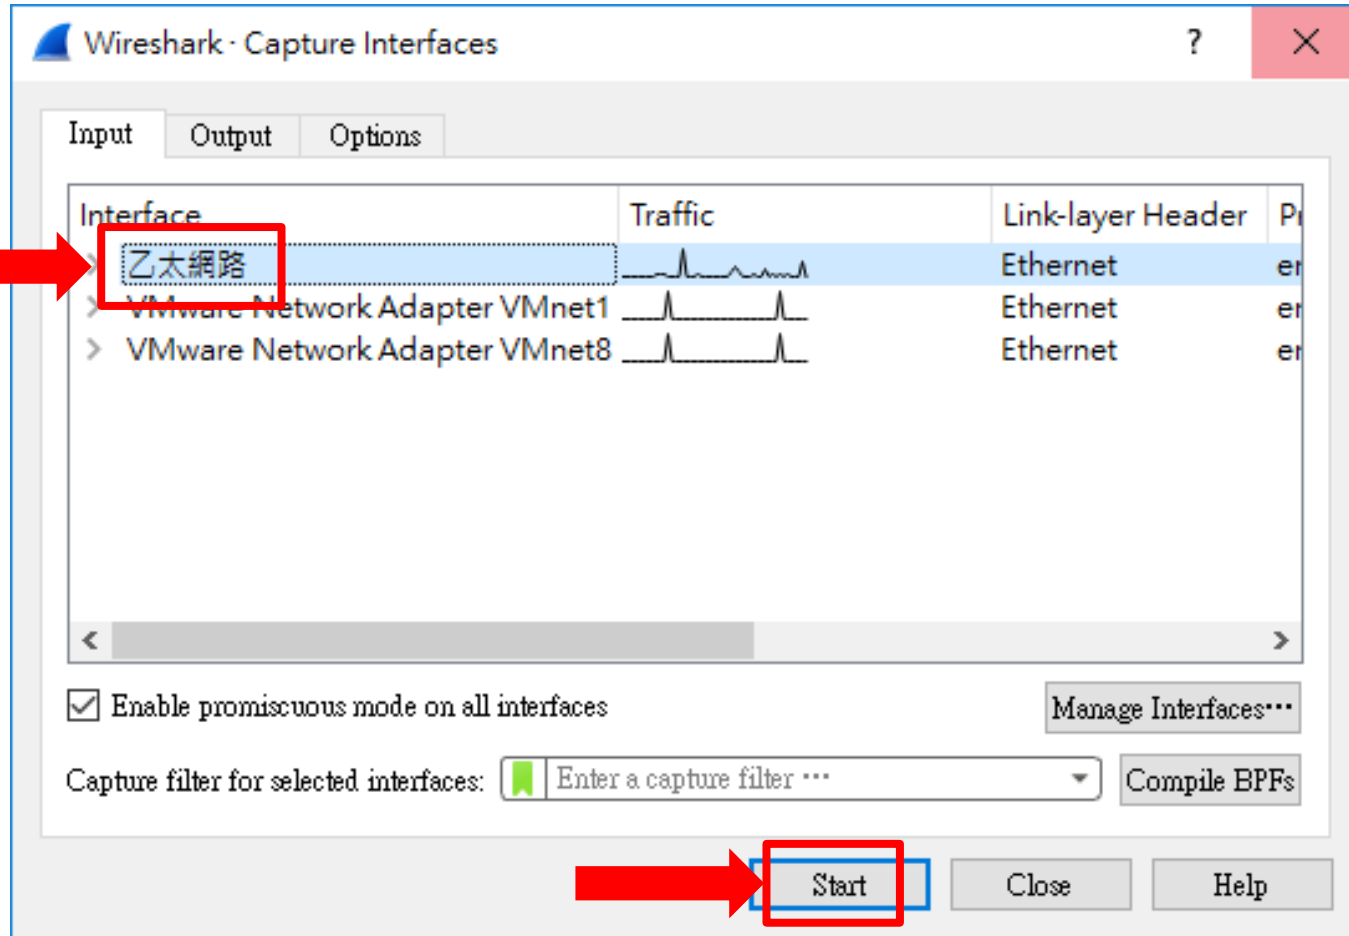 Wireshark · Capture Interfaces ?
Input Output Options
Interface Traffic Link-layer Header
乙太網路 Ethernet
VMware Network Adapter VMnet1 Ethernet
VMware Network Adapter VMnet8 Ethernet
Enable promiscuous mode on all interfaces Manage Interfaces···
Capture filter for selected interfaces: Enter a capture filter ··· Compile BPFs
Start Close Help